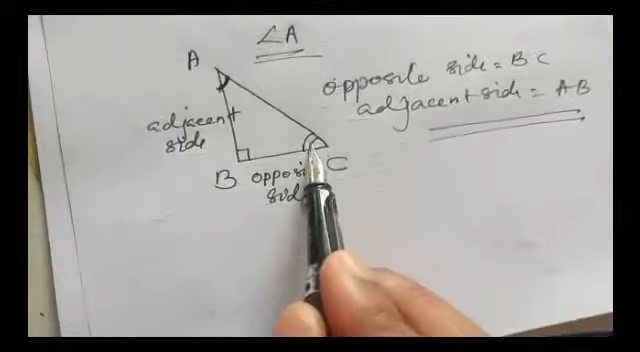 ∠A
A
opposite side = BC
adjacent side = AB
adjacent
side
B
C
opposi
side